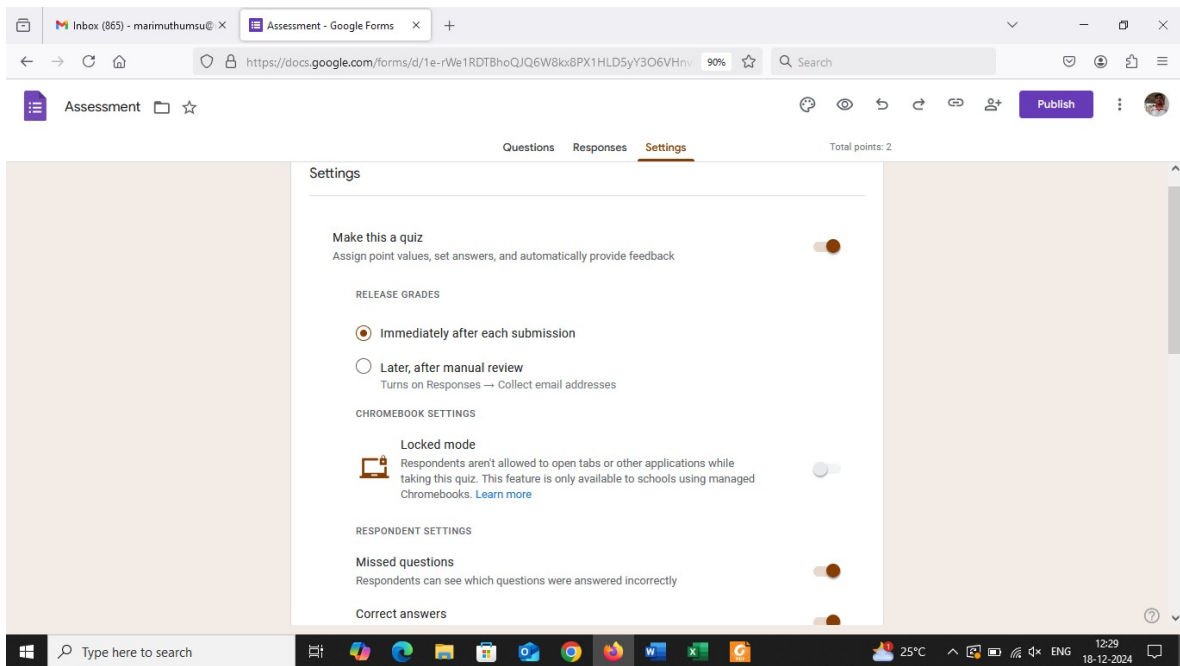 Inbox (865) - marimuthumsu@
Assessment - Google Forms
https://docs.google.com/forms/d/1e-rWe1RDTBhoQJQ6W8kx8PX1HLD5yY3O6VHnv
90%
Search
Assessment
Publish
Questions Responses Settings
Total points: 2
Settings
Make this a quiz
Assign point values, set answers, and automatically provide feedback
RELEASE GRADES
Immediately after each submission
Later, after manual review
Turns on Responses → Collect email addresses
CHROMEBOOK SETTINGS
Locked mode
Respondents aren't allowed to open tabs or other applications while
taking this quiz. This feature is only available to schools using managed
Chromebooks. Learn more
RESPONDENT SETTINGS
Missed questions
Respondents can see which questions were answered incorrectly
Correct answers
Type here to search
25°C
ENG
12:29
18-12-2024